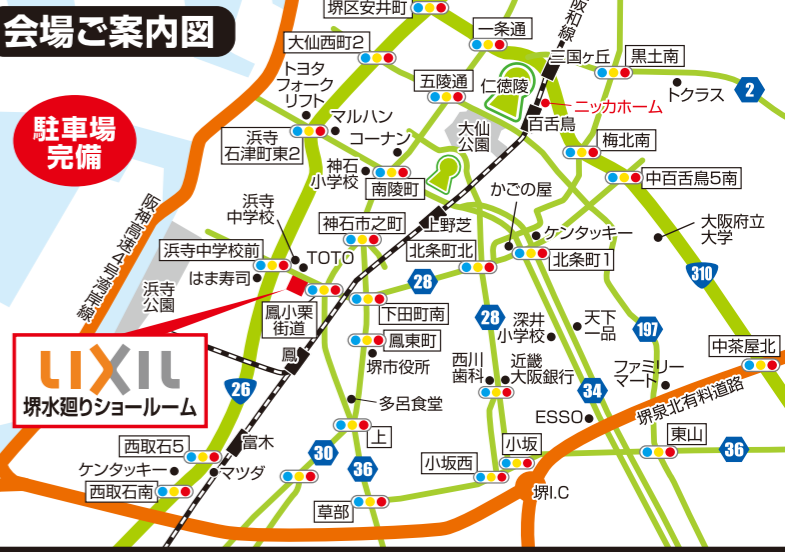 会場ご案内図
堺区安井町
阪和線
一条通
大仙西町2
三国ヶ丘
黒土南
トヨタ
フォーク
リフト
五陵通
仁徳陵
トクラス
2
ニッカホーム
駐車場
完備
マルハン
百舌鳥
浜寺
石津町東2
コーナン
大仙
公園
梅北南
神石
小学校
南陵町
中百舌鳥5南
かごの屋
阪神高速4号湾岸線
浜寺
中学校
神石市之町
上野芝
ケンタッキー
大阪府立
大学
浜寺中学校前
TOTO
北条町北
北条町1
はま寿司
28
310
浜寺
公園
鳳小栗
街道
下田町南
28
深井
小学校
天下
一品
197
LIXIL
堺水廻りショールーム
鳳
鳳東町
堺市役所
西川
歯科
近畿
大阪銀行
中茶屋北
ファミリー
マート
26
34
堺泉北有料道路
多呂食堂
ESSO
上
西取石5
富木
30
小坂
東山
36
ケンタッキー
マツダ
36
小坂西
西取石南
草部
堺I.C